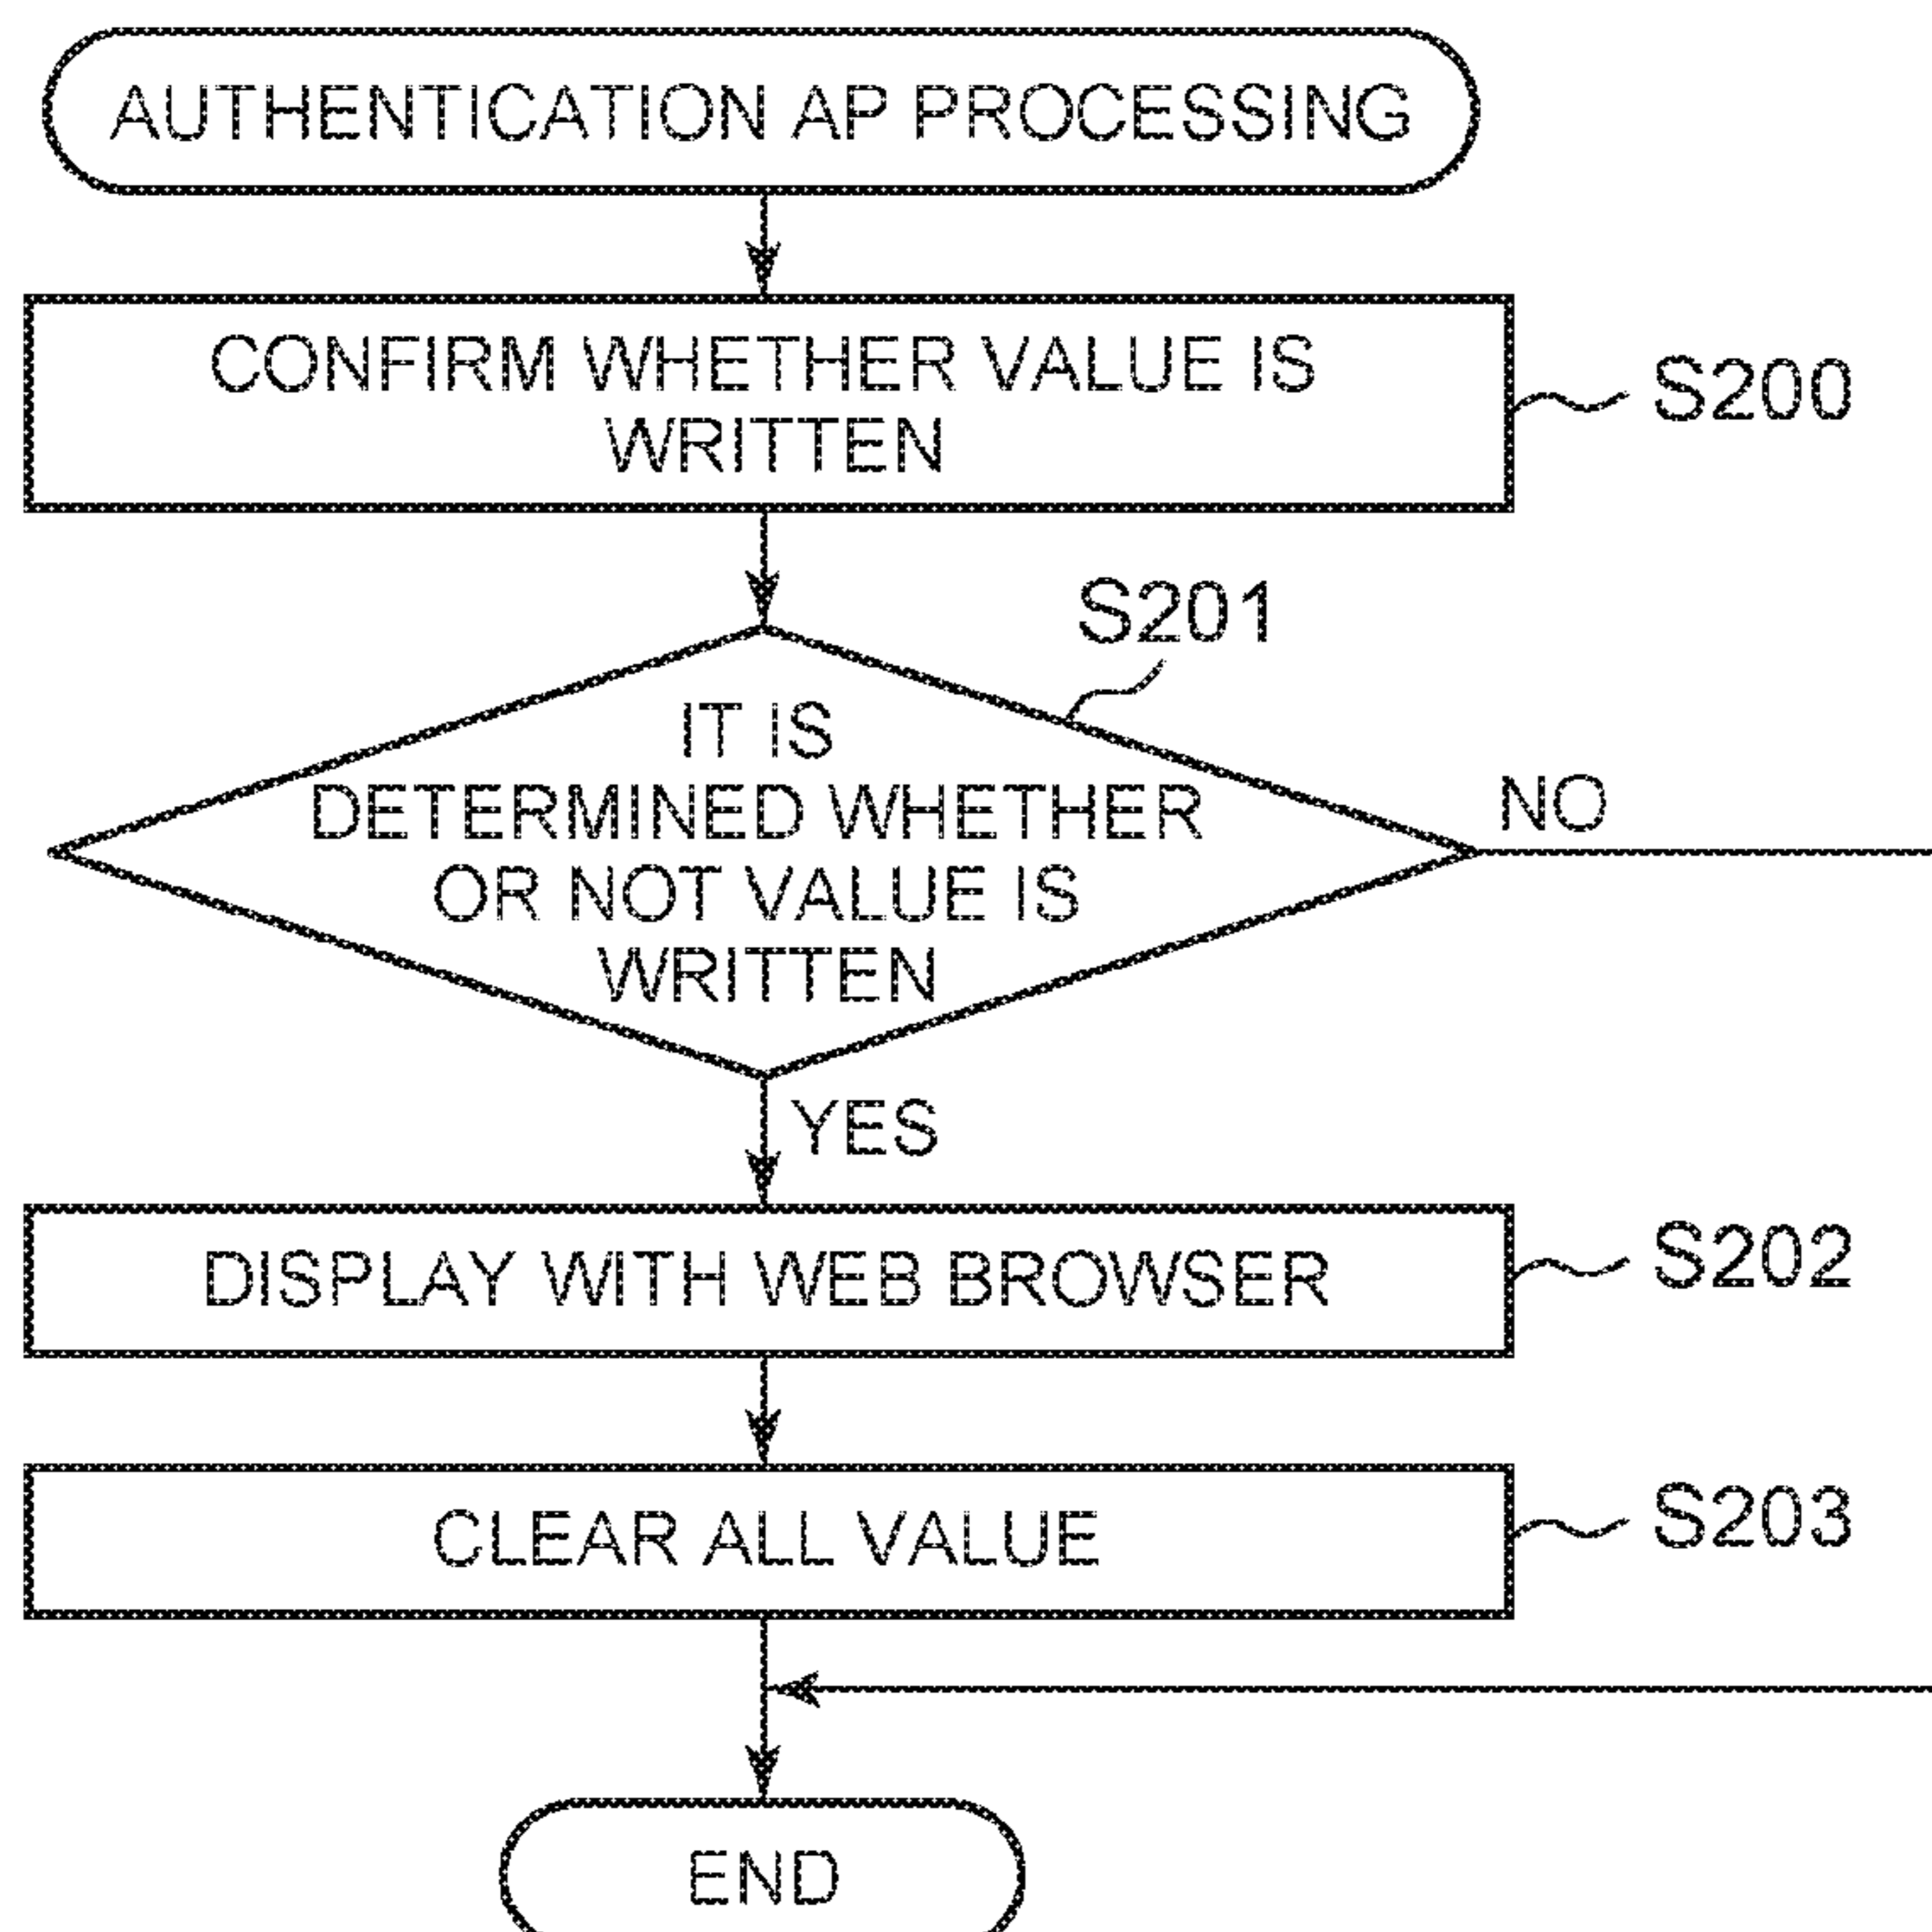 AUTHENTICATION AP PROCESSING
CONFIRM WHETHER VALUE IS
WRITTEN
S200
S201
IT IS
DETERMINED WHETHER
OR NOT VALUE IS
WRITTEN
NO
YES
DISPLAY WITH WEB BROWSER
S202
CLEAR ALL VALUE
S203
END